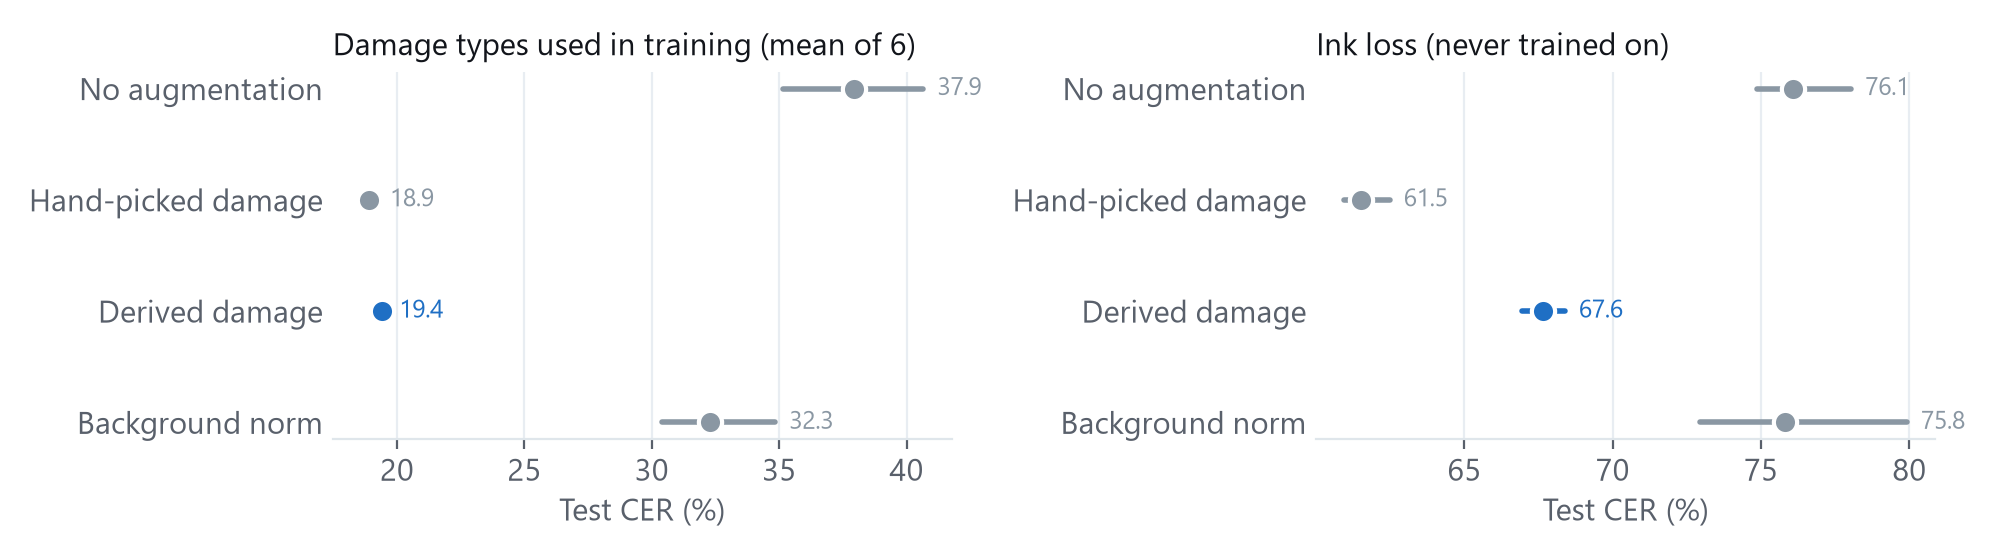 Damage types used in training (mean of 6)
No augmentation 37.9
Hand-picked damage 18.9
Derived damage 19.4
Background norm 32.3
20 25 30 35 40
Test CER (%)
Ink loss (never trained on)
No augmentation 76.1
Hand-picked damage 61.5
Derived damage 67.6
Background norm 75.8
65 70 75 80
Test CER (%)